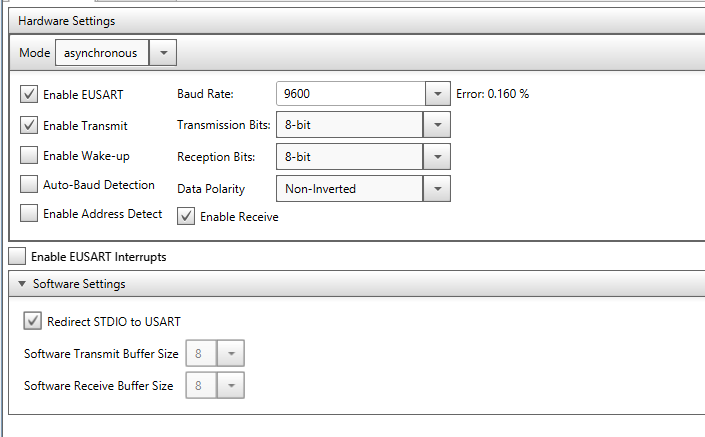 Hardware Settings
Mode asynchronous
Enable EUSART Baud Rate: 9600 Error: 0.160 %
Enable Transmit Transmission Bits: 8-bit
Enable Wake-up Reception Bits: 8-bit
Auto-Baud Detection Data Polarity Non-Inverted
Enable Address Detect Enable Receive
Enable EUSART Interrupts
Software Settings
Redirect STDIO to USART
Software Transmit Buffer Size 8
Software Receive Buffer Size 8